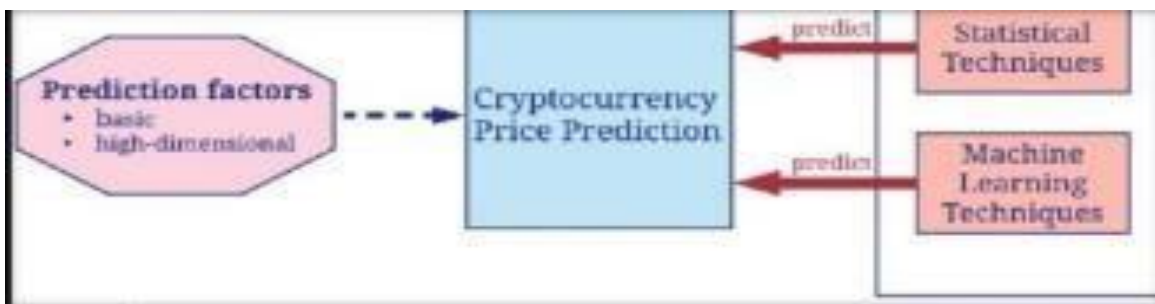 Prediction factors
• basic
• high-dimensional
Cryptocurrency
Price Prediction
predict
Statistical
Techniques
predict
Machine
Learning
Techniques